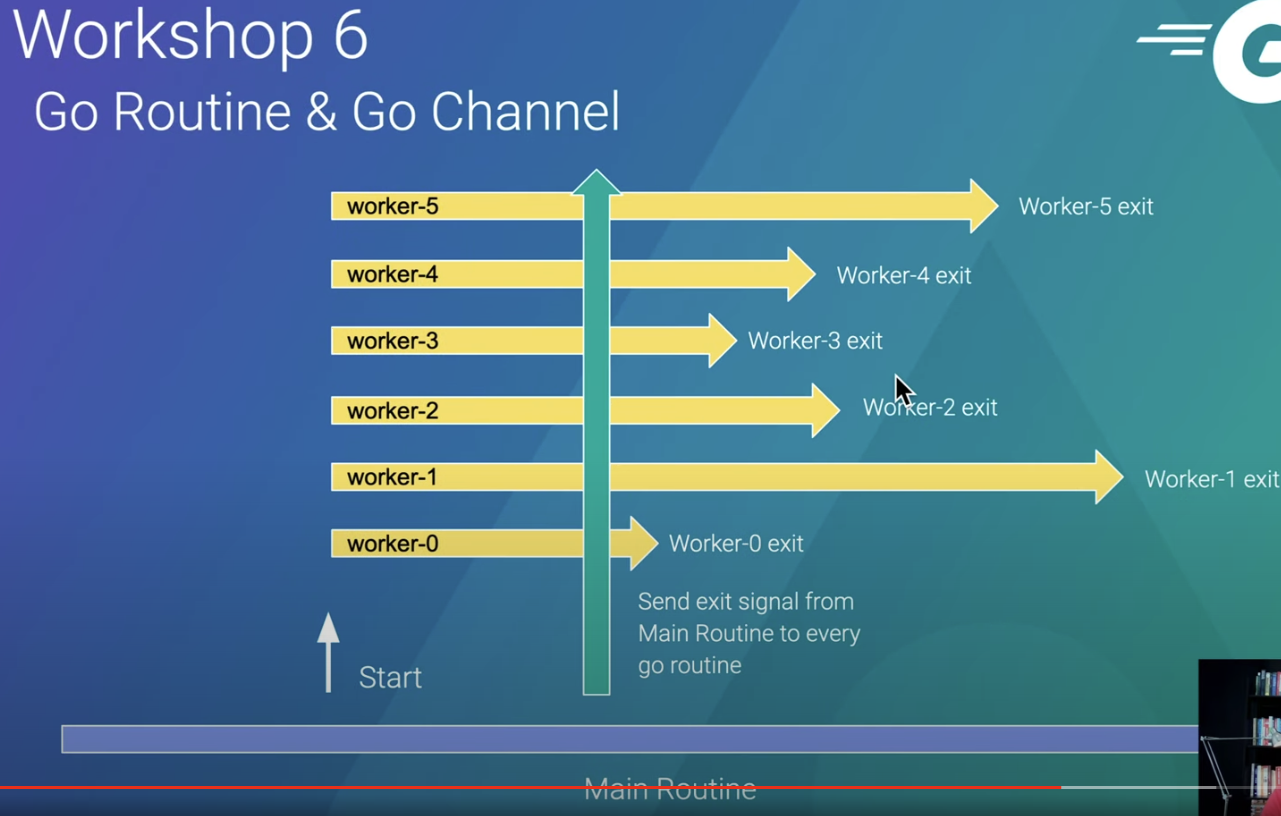 Workshop 6
Go Routine & Go Channel
worker-5
Worker-5 exit
worker-4
Worker-4 exit
worker-3
Worker-3 exit
worker-2
Worker-2 exit
worker-1
Worker-1 exit
worker-0
Worker-0 exit
Send exit signal from
Main Routine to every
go routine
Start
Main Routine